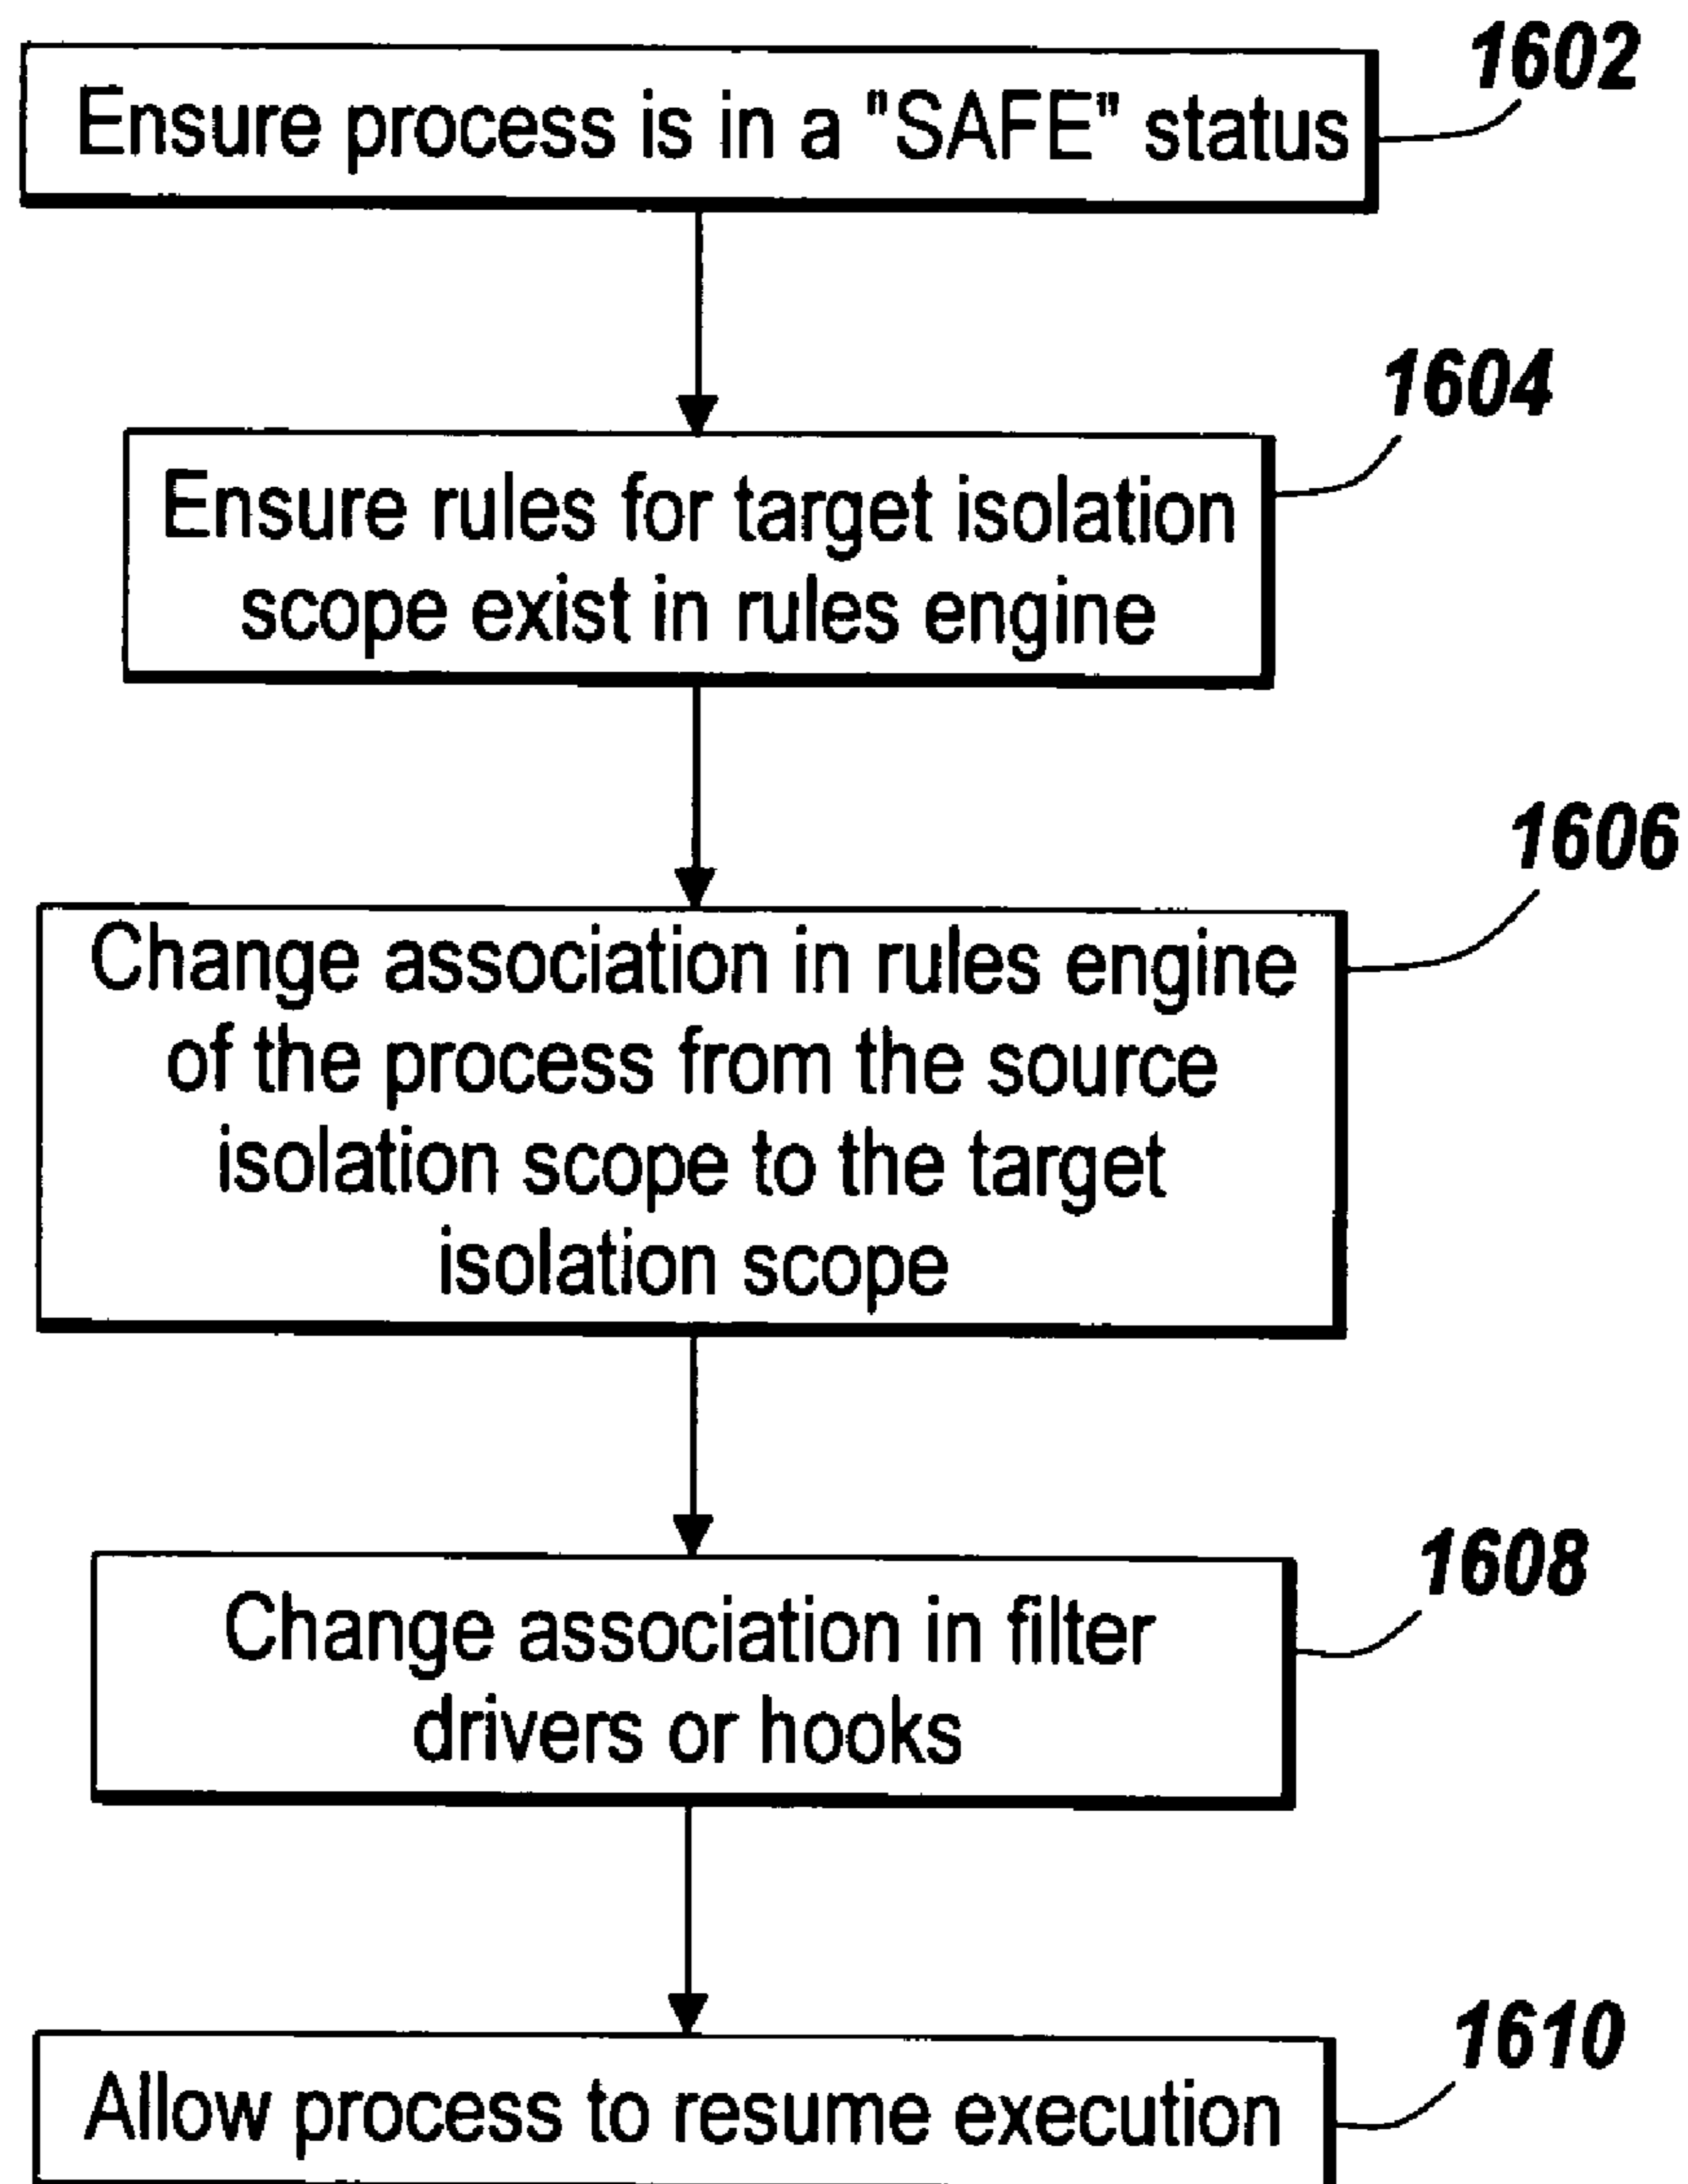 1602
Ensure process is in a "SAFE" status
1604
Ensure rules for target isolation
scope exist in rules engine
1606
Change association in rules engine
of the process from the source
isolation scope to the target
isolation scope
1608
Change association in filter
drivers or hooks
1610
Allow process to resume execution